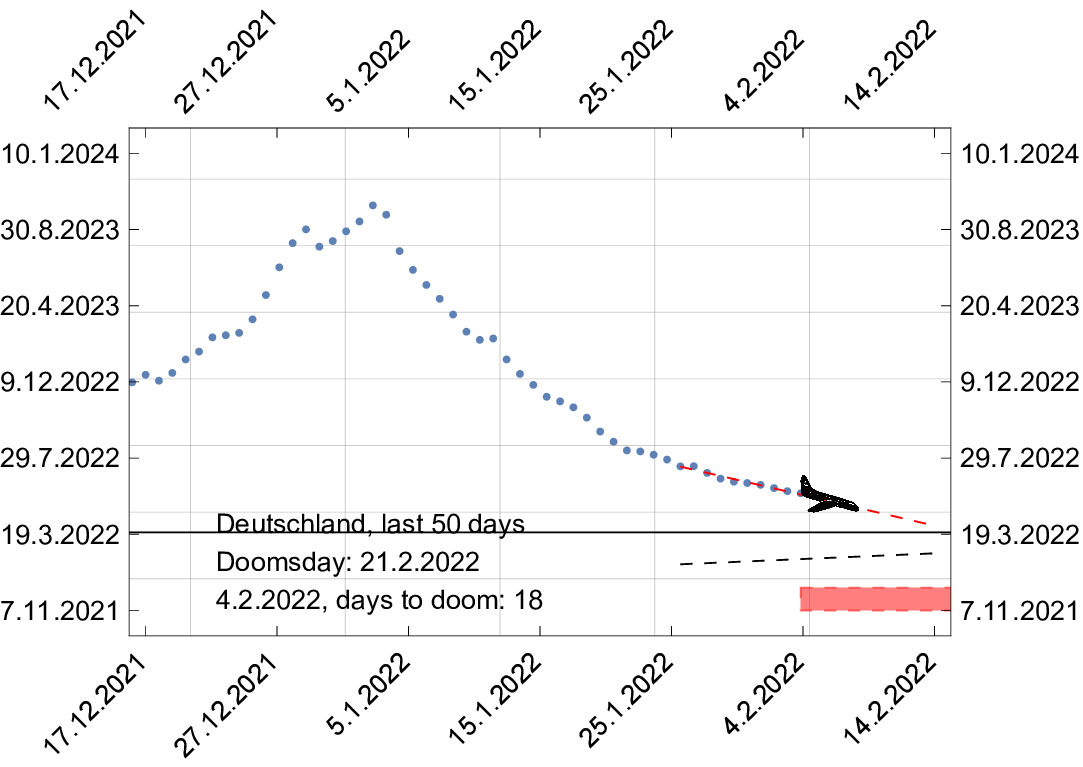 17.12.2021 27.12.2021 5.1.2022 15.1.2022 25.1.2022 4.2.2022 14.2.2022
10.1.2024 10.1.2024
30.8.2023 30.8.2023
20.4.2023 20.4.2023
9.12.2022 9.12.2022
29.7.2022 29.7.2022
Deutschland, last 50 days
19.3.2022 19.3.2022
Doomsday: 21.2.2022
4.2.2022, days to doom: 18
7.11.2021 7.11.2021
17.12.2021 27.12.2021 5.1.2022 15.1.2022 25.1.2022 4.2.2022 14.2.2022